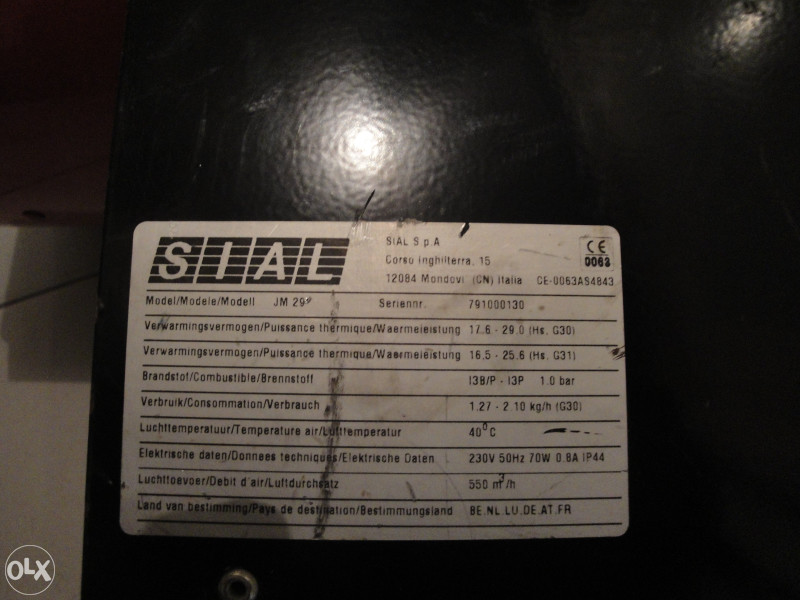 SIAL
SIAL S.p.A
Corso Inghilterra, 15
12084 Mondovi' (CN) Italia CE-0063AS4843
CE
0063
Model/Modele/Modell JM 29 Seriennr. 791000130
Verwarmingsvermogen/Puissance thermique/Waermeleistung 17.6 - 29.0 (Hs. G30)
Verwarmingsvermogen/Puissance thermique/Waermeleistung 16.5 - 25.6 (Hs. G31)
Brandstof/Combustible/Brennstoff I3B/P - I3P 1.0 bar
Verbruik/Consommation/Verbrauch 1.27 - 2.10 kg/h (G30)
Luchttemperatuur/Temperature air/Lufttemperatur 40°C
Elektrische daten/Donnees techniques/Elektrische Daten 230V 50Hz 70W 0.8A IP44
Luchttoevoer/Debit d'air/Luftdurchsatz 550 m³/h
Land van bestimming/Pays de destination/Bestimmungsland BE.NL.LU.DE.AT.FR
OLX